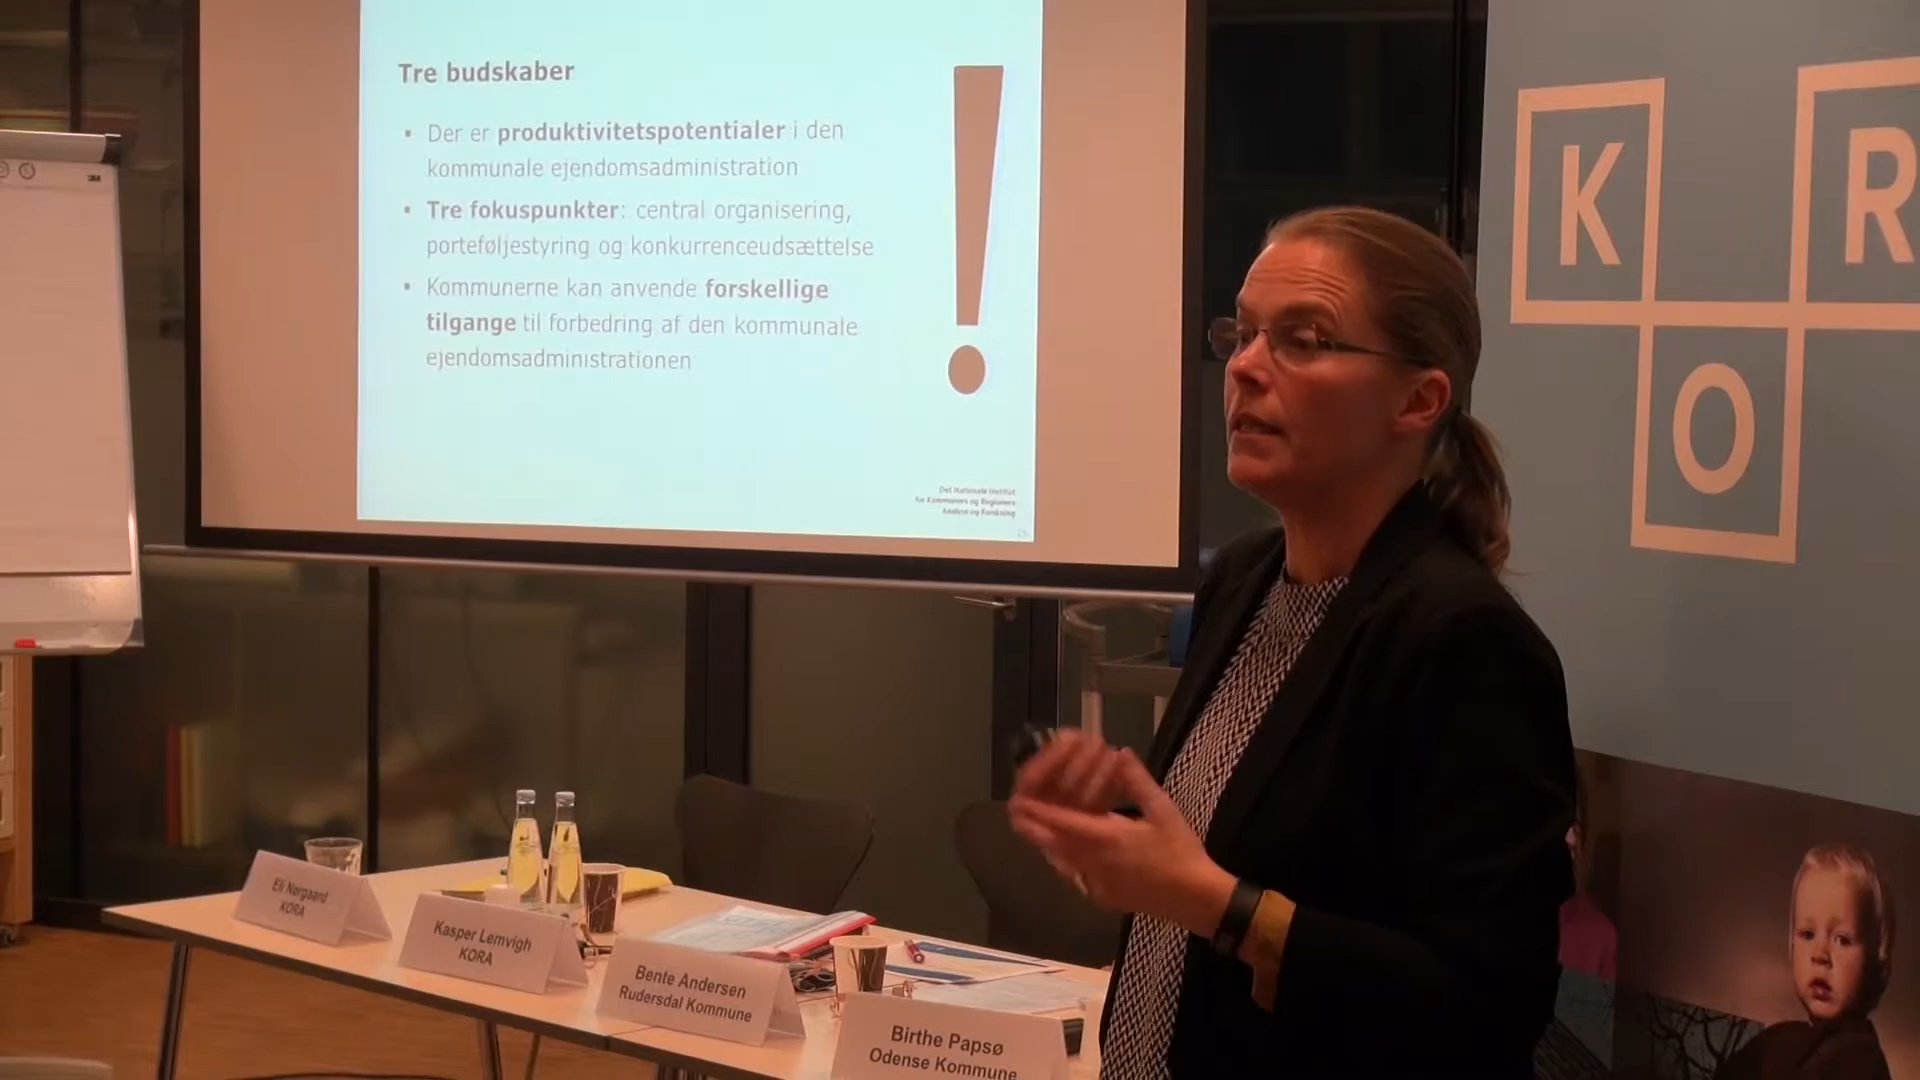 Tre budskaber
Der er produktivitetspotentialer i den
kommunale ejendomsadministration
Tre fokuspunkter: central organisering,
porteføljestyring og konkurrenceudsættelse
Kommunerne kan anvende forskellige
tilgange til forbedring af den kommunale
ejendomsadministrationen
Det Nationale Institut
for Kommuners og Regioners
Analyse og Forskning
3M
K
R
O
Eli Nørgaard
KORA
Kasper Lemvigh
KORA
Bente Andersen
Rudersdal Kommune
Birthe Papsø
Odense Kommune